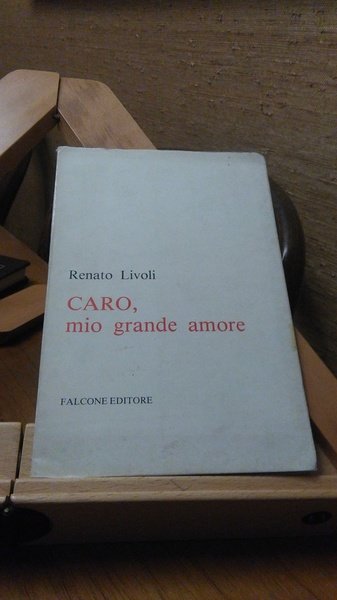 Renato Livoli
CARO,
mio grande amore
FALCONE EDITORE